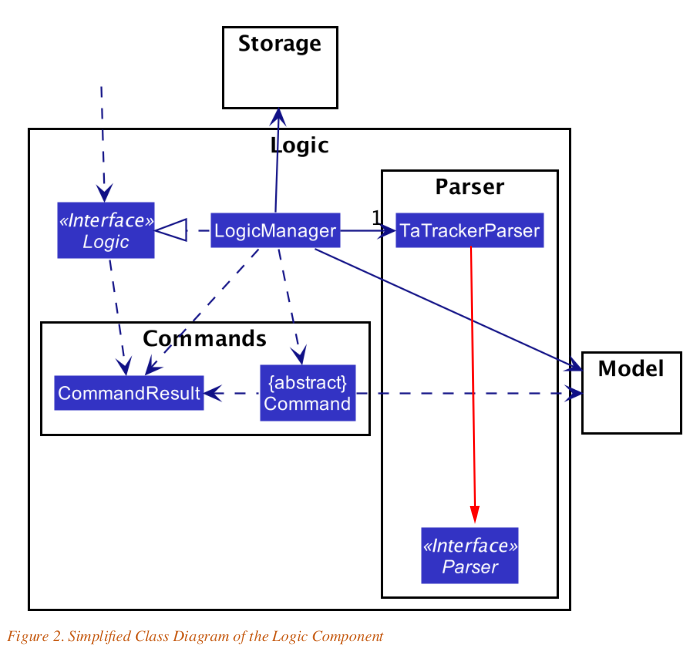 Storage
Logic
Parser
«Interface»
Logic
LogicManager
1
TaTrackerParser
Commands
CommandResult
{abstract}
Command
Model
«Interface»
Parser
Figure 2. Simplified Class Diagram of the Logic Component